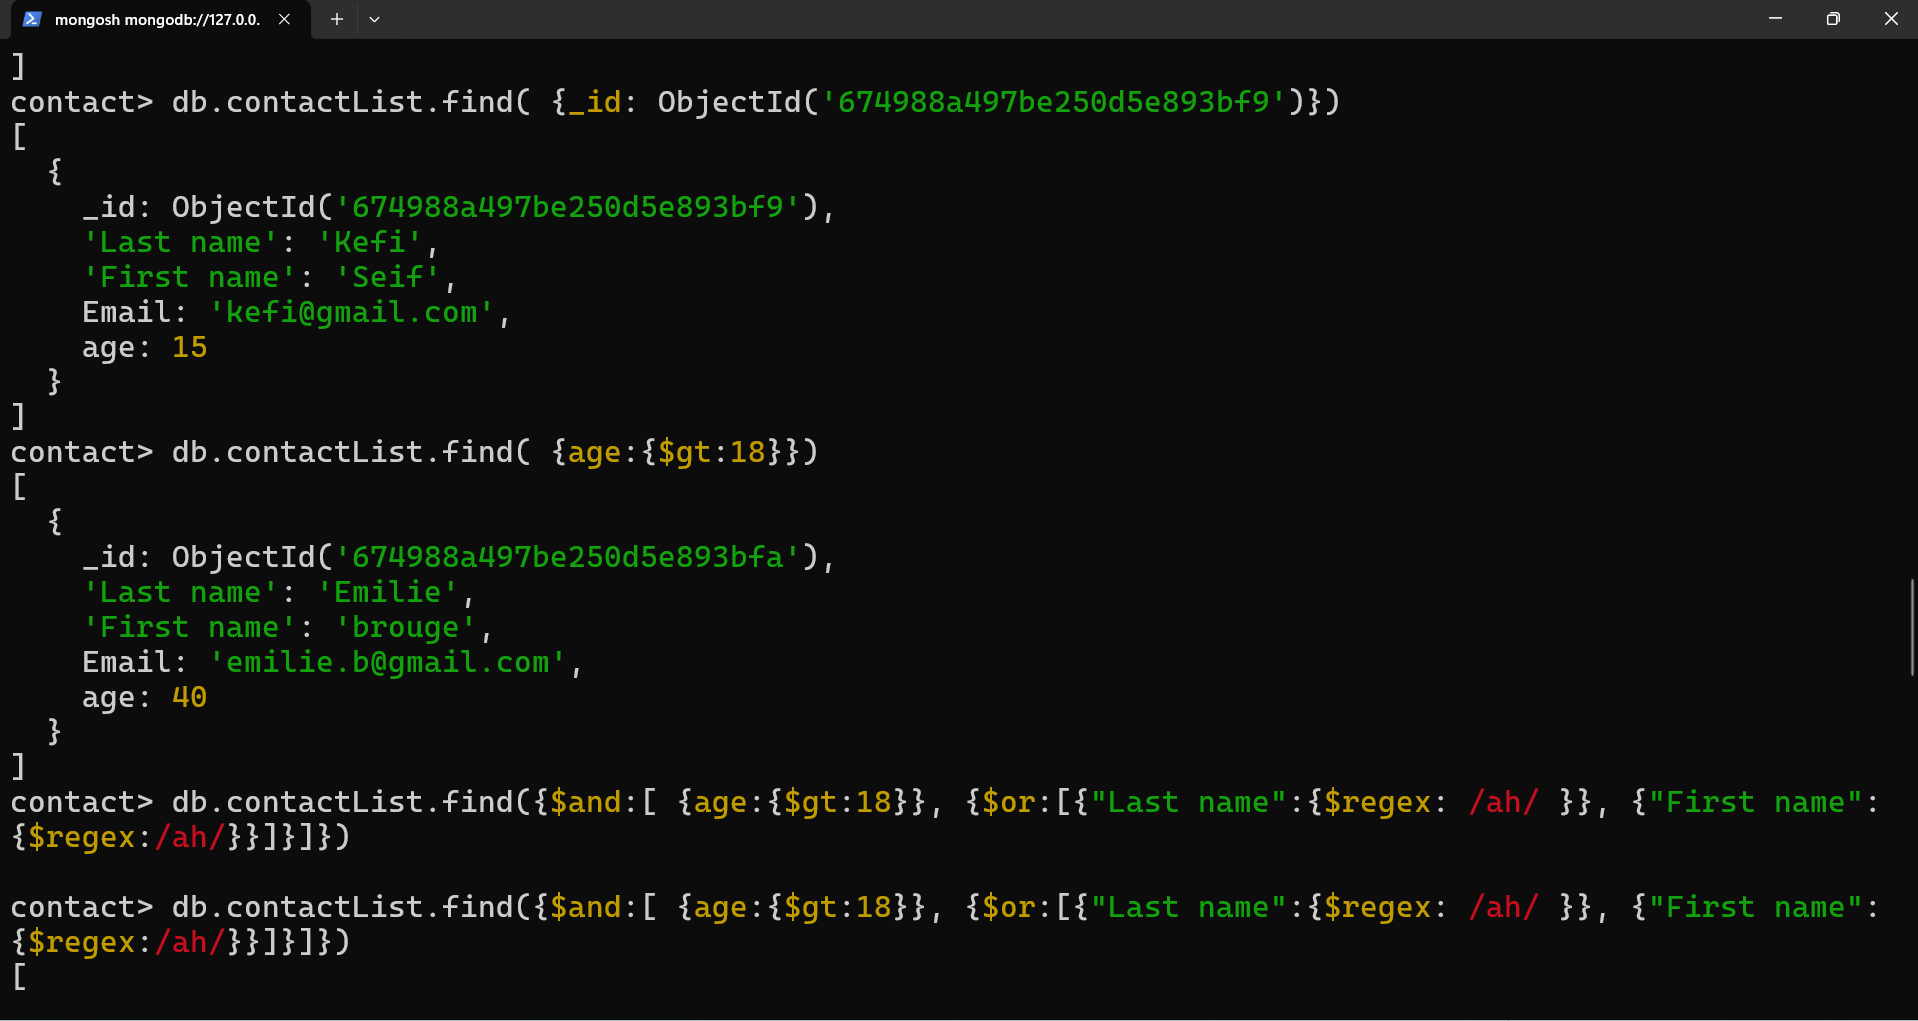 mongosh mongodb://127.0.0.
]
contact> db.contactList.find( {_id: ObjectId('674988a497be250d5e893bf9')})
[
  {
    _id: ObjectId('674988a497be250d5e893bf9'),
    'Last name': 'Kefi',
    'First name': 'Seif',
    Email: 'kefi@gmail.com',
    age: 15
  }
]
contact> db.contactList.find( {age:{$gt:18}})
[
  {
    _id: ObjectId('674988a497be250d5e893bfa'),
    'Last name': 'Emilie',
    'First name': 'brouge',
    Email: 'emilie.b@gmail.com',
    age: 40
  }
]
contact> db.contactList.find({$and:[ {age:{$gt:18}}, {$or:[{"Last name":{$regex: /ah/ }}, {"First name":
{$regex:/ah/}}]}]})
contact> db.contactList.find({$and:[ {age:{$gt:18}}, {$or:[{"Last name":{$regex: /ah/ }}, {"First name":
{$regex:/ah/}}]}]})
[